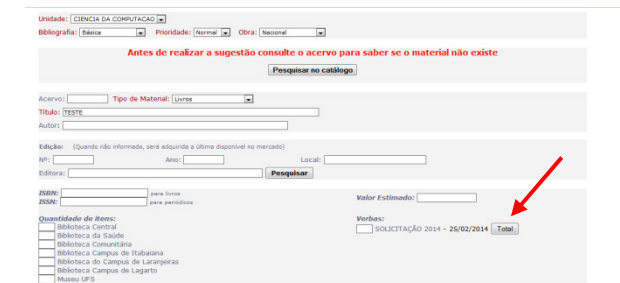 Unidade: CIENCIA DA COMPUTACAO
Bibliografia: Básica Prioridade: Normal Obra: Nacional
Antes de realizar a sugestão consulte o acervo para saber se o material não existe
Pesquisar no catálogo
Acervo: Tipo de Material: Livros
Título: TESTE
Autor:
Edição: (Quando não informada, será adquirida a última disponível no mercado)
Nº: Ano: Local:
Editora: Pesquisar
ISBN: para livros
ISSN: para periódicos
Valor Estimado:
Quantidade de itens:
Biblioteca Central
Biblioteca da Saúde
Biblioteca Comunitária
Biblioteca Campus de Itabaiana
Biblioteca do Campus de Laranjeiras
Biblioteca Campus de Lagarto
Museu UFS
Verbas:
SOLICITAÇÃO 2014 - 25/02/2014 Total